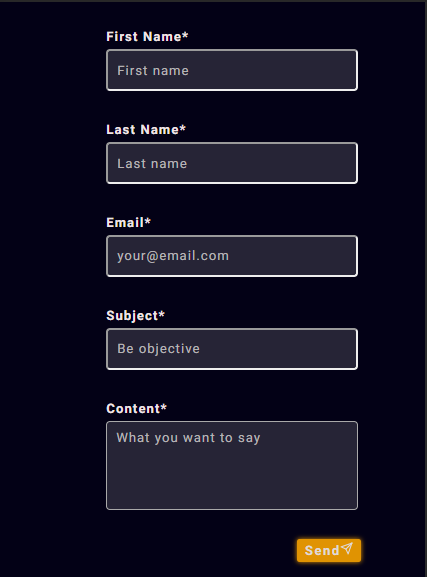 First Name*
First name
Last Name*
Last name
Email*
your@email.com
Subject*
Be objective
Content*
What you want to say
Send